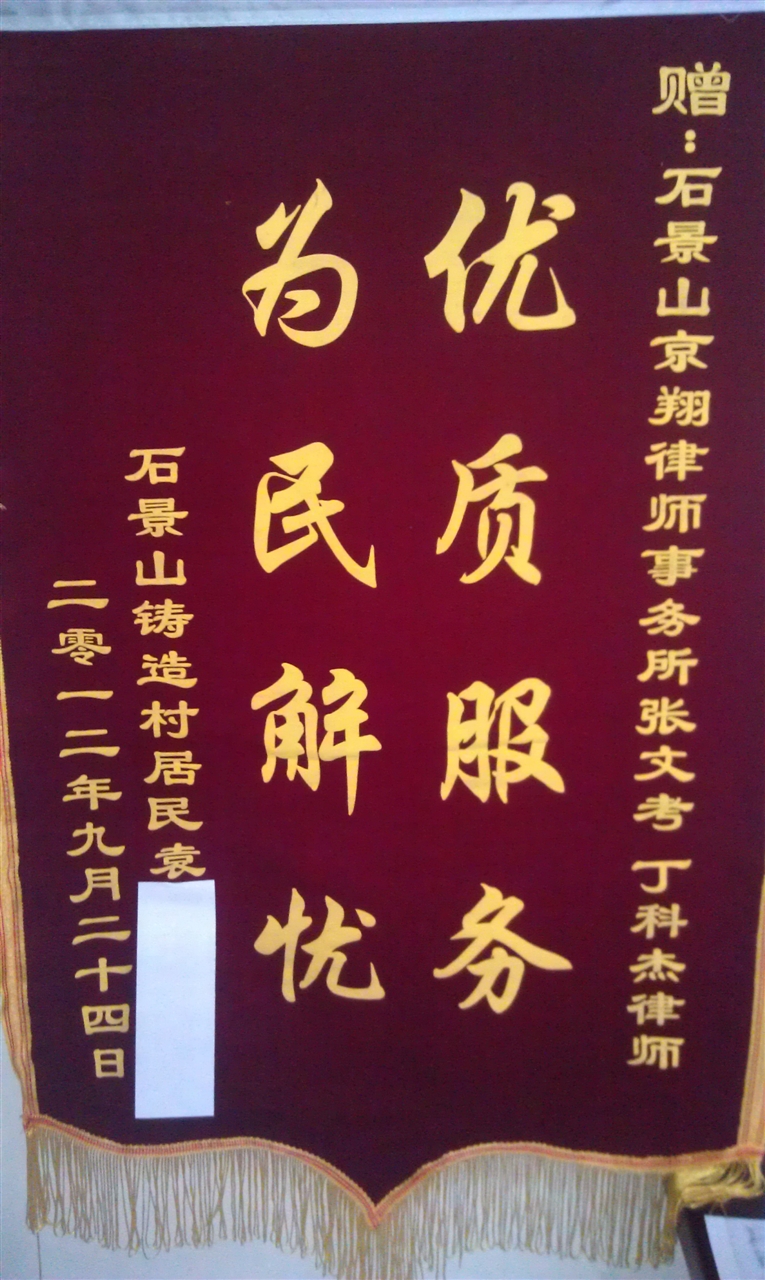 赠：石景山京翔律师事务所张文考 丁科杰律师
优质服务
为民解忧
石景山铸造村居民袁
二零一二年九月二十四日